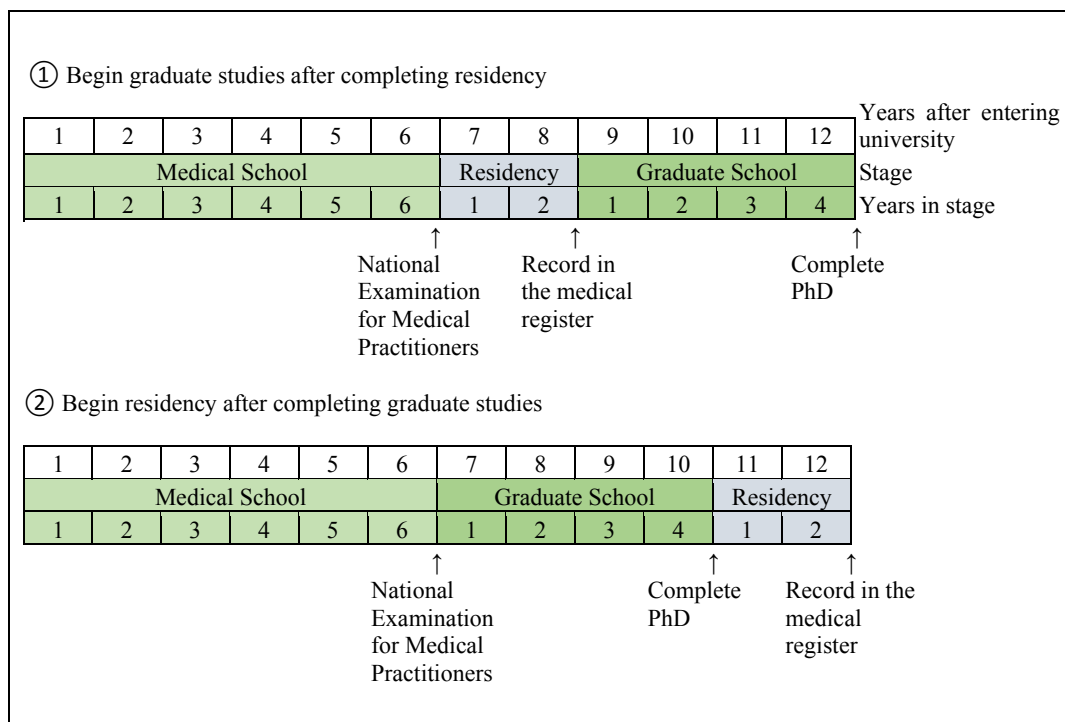 ① Begin graduate studies after completing residency
1 2 3 4 5 6 7 8 9 10 11 12
Years after entering
university
Medical School Residency Graduate School Stage
1 2 3 4 5 6 1 2 1 2 3 4 Years in stage
↑ ↑ ↑
National Record in Complete
Examination the medical PhD
for Medical register
Practitioners
② Begin residency after completing graduate studies
1 2 3 4 5 6 7 8 9 10 11 12
Medical School Graduate School Residency
1 2 3 4 5 6 1 2 3 4 1 2
↑ ↑ ↑
National Complete Record in the
Examination PhD medical
for Medical register
Practitioners